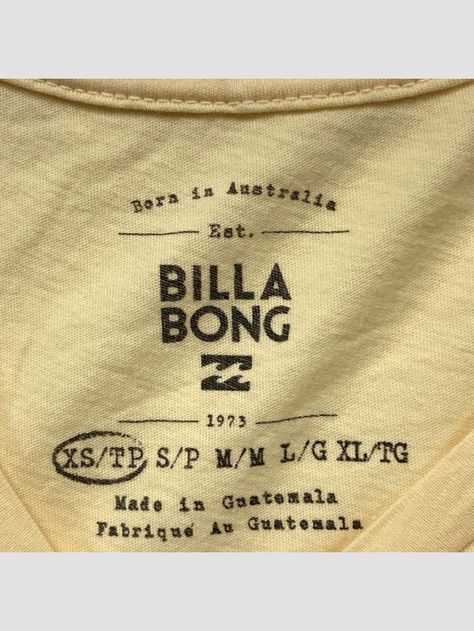 Born in Australia
Est.
BILLA
BONG
1973
XS/TP S/P M/M L/G XL/TG
Made in Guatemala
Fabriqué Au Guatemala